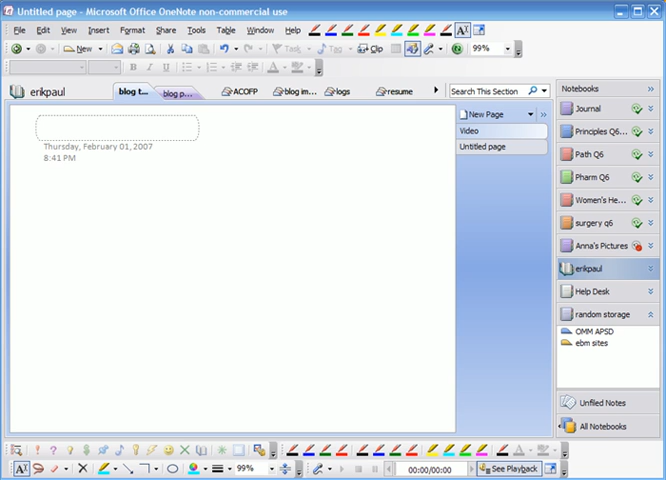 Untitled page - Microsoft Office OneNote non-commercial use
File Edit View Insert Format Share Tools Table Window Help
New Task Tag Clip 99%
erikpaul
blog t... blog p... ACOFP blog im... logs resume
Search This Section
Thursday, February 01, 2007
8:41 PM
New Page
Video
Untitled page
Notebooks
Journal
Principles Q6...
Path Q6
Pharm Q6
Women's He...
surgery q6
Anna's Pictures
erikpaul
Help Desk
random storage
OMM APSD
ebm sites
Unfiled Notes
All Notebooks
99% 00:00/00:00 See Playback